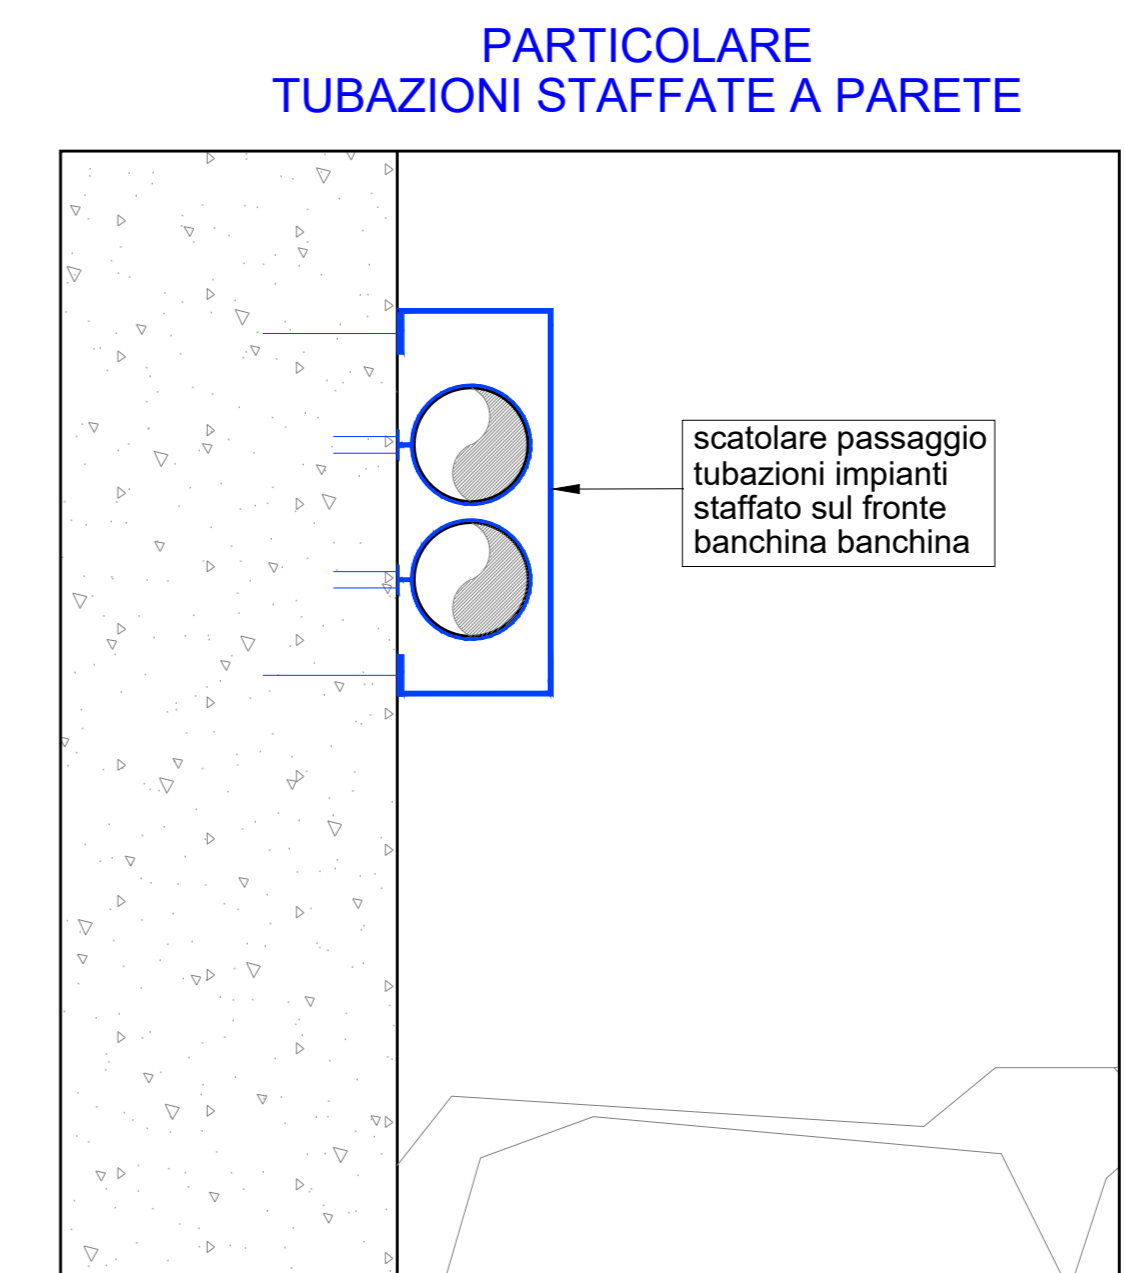 PARTICOLARE
TUBAZIONI STAFFATE A PARETE
scatolare passaggio
tubazioni impianti
staffato sul fronte
banchina banchina